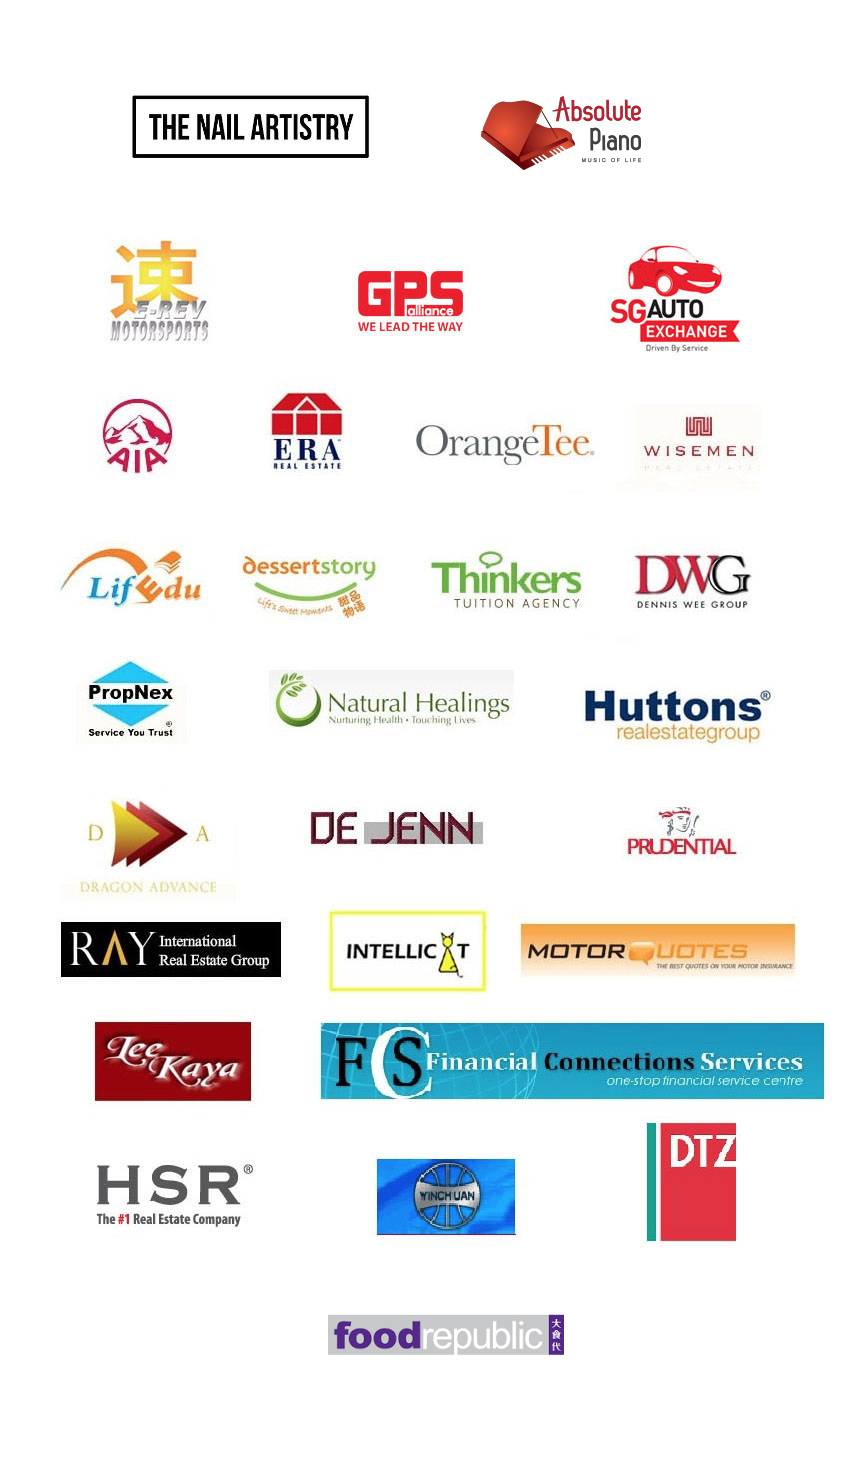 THE NAIL ARTISTRY
Absolute
Piano
MUSIC OF LIFE
速
E-REV
MOTORSPORTS
GPS
alliance
WE LEAD THE WAY
SGAUTO
EXCHANGE
Driven By Service
AIA
ERA
REAL ESTATE
OrangeTee®
WISEMEN
REAL ESTATE
LifEdu
dessertstory
Life's Sweet Moments 甜品
物语
Thinkers
TUITION AGENCY
DWG
DENNIS WEE GROUP
PropNex
®
Service You Trust
Natural Healings
Nurturing Health • Touching Lives
Huttons®
realestategroup
D A
DRAGON ADVANCE
DE JENN
PRUDENTIAL
RAY International
Real Estate Group
INTELLICAT
MOTORQUOTES
THE BEST QUOTES ON YOUR MOTOR INSURANCE
Lee Kaya
FCS Financial Connections Services
one-stop financial service centre
HSR®
The #1 Real Estate Company
DTZ
foodrepublic 大食代